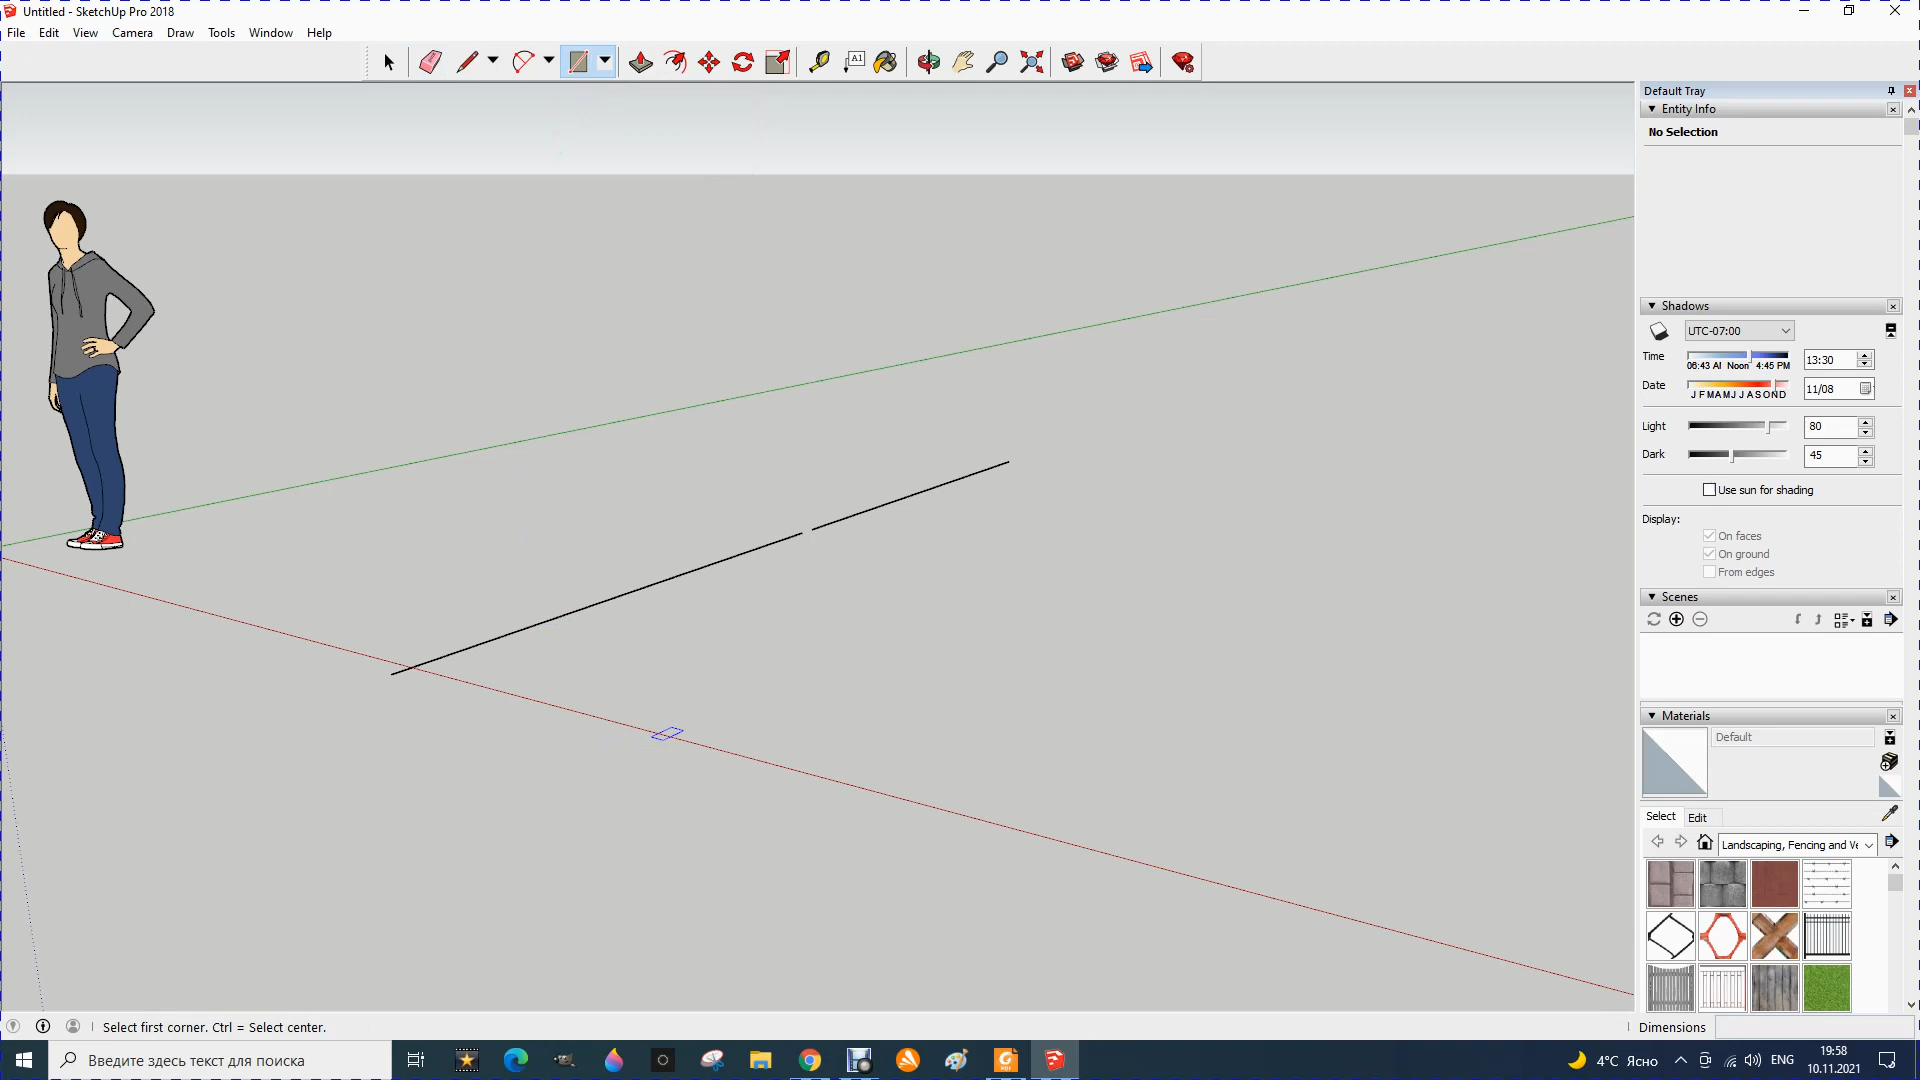 Untitled - SketchUp Pro 2018
File Edit View Camera Draw Tools Window Help
A1
Default Tray
Entity Info
No Selection
Shadows
UTC-07:00
Time 13:30
06:43 AI Noon 4:45 PM
Date 11/08
J F M A M J J A S O N D
Light 80
Dark 45
Use sun for shading
Display:
On faces
On ground
From edges
Scenes
Materials
Default
Select Edit
Landscaping, Fencing and Ve
Select first corner. Ctrl = Select center.
Dimensions
Введите здесь текст для поиска
4°C Ясно
ENG
19:58
10.11.2021